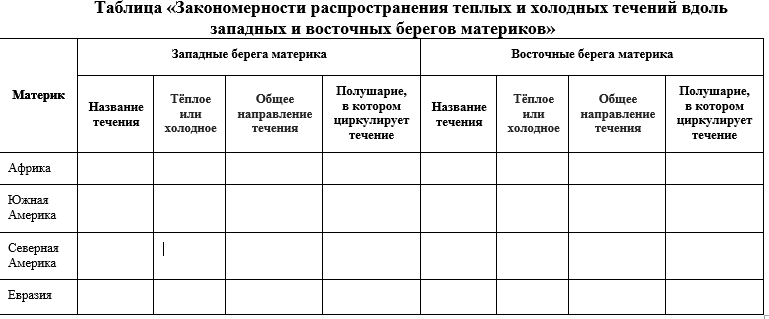 Таблица «Закономерности распространения теплых и холодных течений вдоль
западных и восточных берегов материков»
Материк
Западные берега материка
Восточные берега материка
Название
течения
Тёплое
или
холодное
Общее
направление
течения
Полушарие,
в котором
циркулирует
течение
Название
течения
Тёплое
или
холодное
Общее
направление
течения
Полушарие,
в котором
циркулирует
течение
Африка
Южная
Америка
Северная
Америка
Евразия